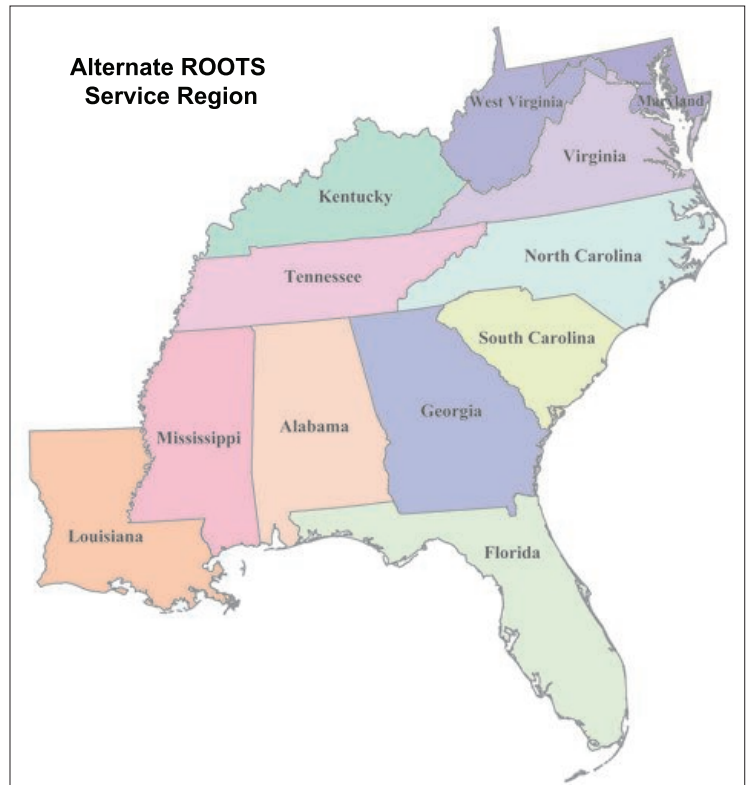 Alternate ROOTS
Service Region
West Virginia
Maryland
Virginia
Kentucky
North Carolina
Tennessee
South Carolina
Georgia
Alabama
Mississippi
Louisiana
Florida